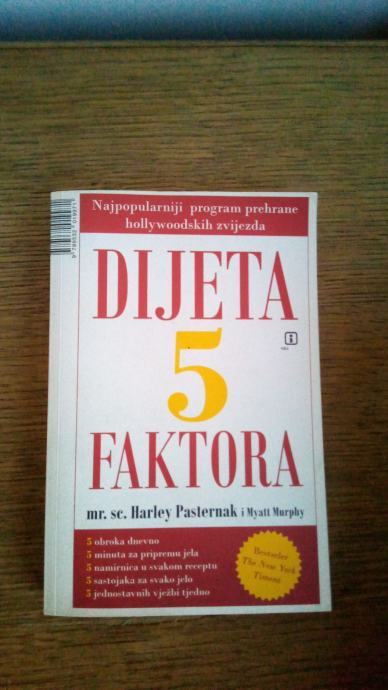 Najpopularniji program prehrane
hollywoodskih zvijezda
DIJETA
5
FAKTORA
mr. sc. Harley Pasternak i Myatt Murphy
5 obroka dnevno
5 minuta za pripremu jela
5 namirnica u svakom receptu
5 sastojaka za svako jelo
5 jednostavnih vježbi tjedno
Bestseler
The New York
Timesa